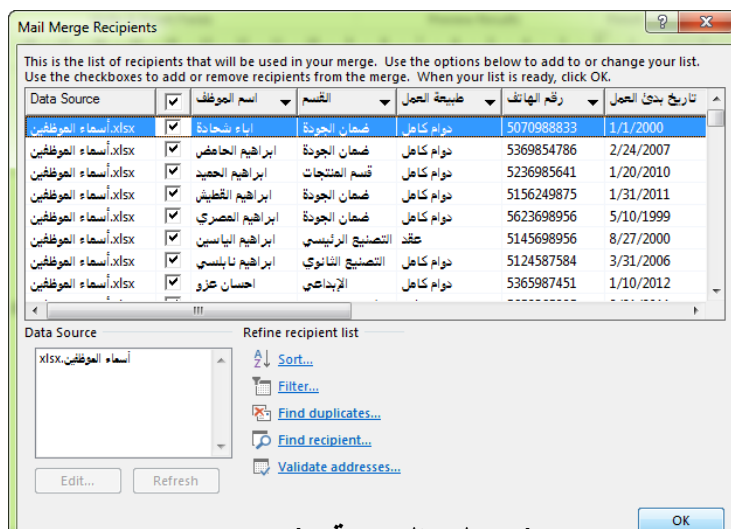 Mail Merge Recipients
This is the list of recipients that will be used in your merge. Use the options below to add to or change your list.
Use the checkboxes to add or remove recipients from the merge. When your list is ready, click OK.
Data Source اسم الموظف القسم طبيعة العمل رقم الهاتف تاريخ بدئ العمل
أسماء الموظفين.xlsx اباء شحادة ضمان الجودة دوام كامل 5070988833 1/1/2000
أسماء الموظفين.xlsx ابراهيم الحامض ضمان الجودة دوام كامل 5369854786 2/24/2007
أسماء الموظفين.xlsx ابراهيم الحميد قسم المنتجات دوام كامل 5236985641 1/20/2010
أسماء الموظفين.xlsx ابراهيم القطيش ضمان الجودة دوام كامل 5156249875 1/31/2011
أسماء الموظفين.xlsx ابراهيم المصري ضمان الجودة دوام كامل 5623698956 5/10/1999
أسماء الموظفين.xlsx ابراهيم الياسين التصنيع الرئيسي عقد 5145698956 8/27/2000
أسماء الموظفين.xlsx ابراهيم نابلسي التصنيع الثانوي دوام كامل 5124587584 3/31/2006
أسماء الموظفين.xlsx احسان عزو الإبداعي دوام كامل 5365987451 1/10/2012
Data Source Refine recipient list
أسماء الموظفين.xlsx
Sort...
Filter...
Find duplicates...
Find recipient...
Validate addresses...
Edit... Refresh
OK